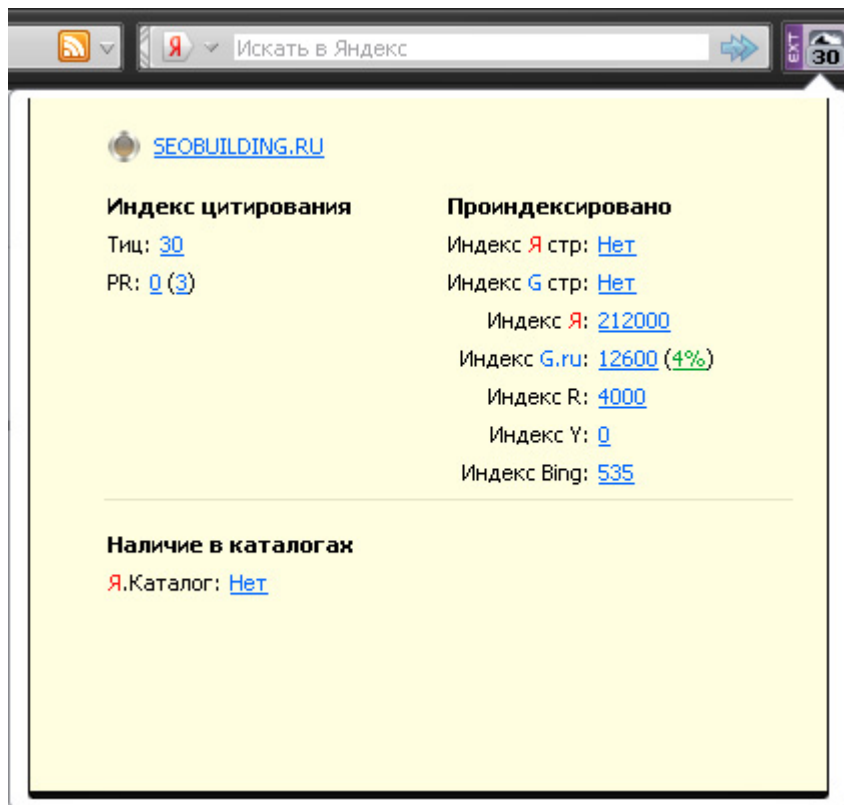 Я Искать в Яндекс EXT 30
SEOBUILDING.RU
Индекс цитирования
Тиц: 30
PR: 0 (3)
Проиндексировано
Индекс Я стр: Нет
Индекс G стр: Нет
Индекс Я: 212000
Индекс G.ru: 12600 (4%)
Индекс R: 4000
Индекс Y: 0
Индекс Bing: 535
Наличие в каталогах
Я.Каталог: Нет